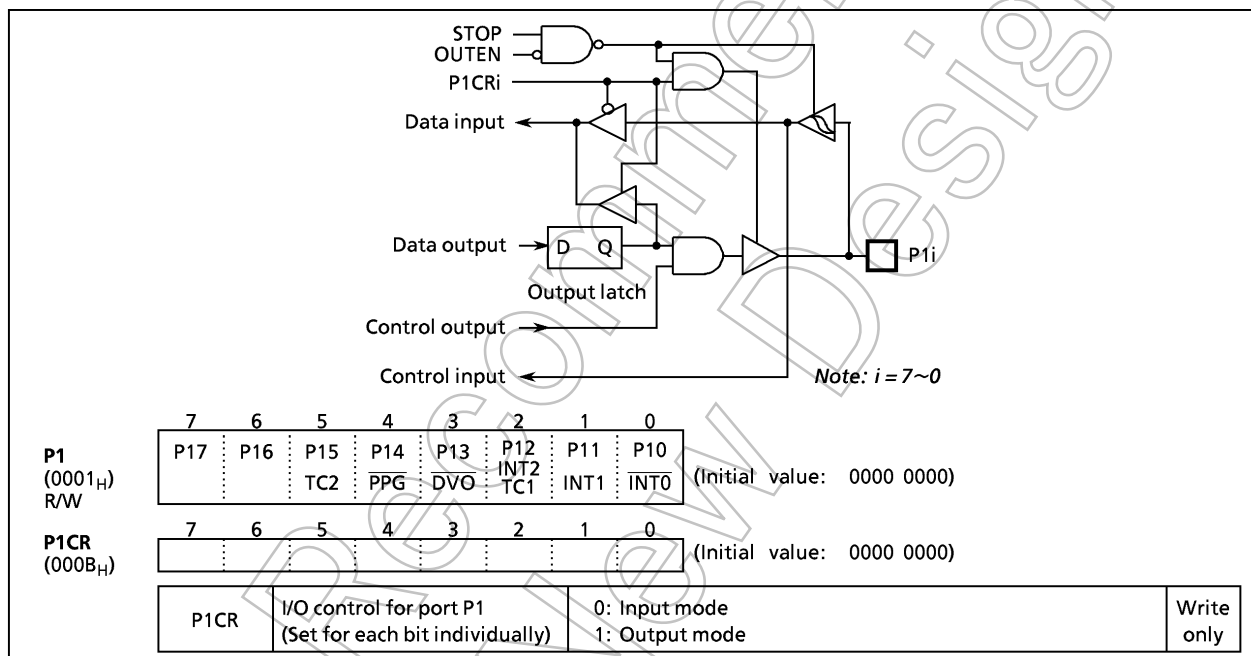 STOP
OUTEN
P1CRi
Data input
Data output
D Q
P1i
Output latch
Control output
Control input
Note: i = 7~0
7 6 5 4 3 2 1 0
P1
(0001H)
R/W
P17 P16 P15 P14 P13 P12 P11 P10
TC2 PPG DVO INT2 TC1 INT1 INT0
(Initial value: 0000 0000)
7 6 5 4 3 2 1 0
P1CR
(000BH)
(Initial value: 0000 0000)
P1CR
I/O control for port P1
(Set for each bit individually)
0: Input mode
1: Output mode
Write
only
Recomme
New Design